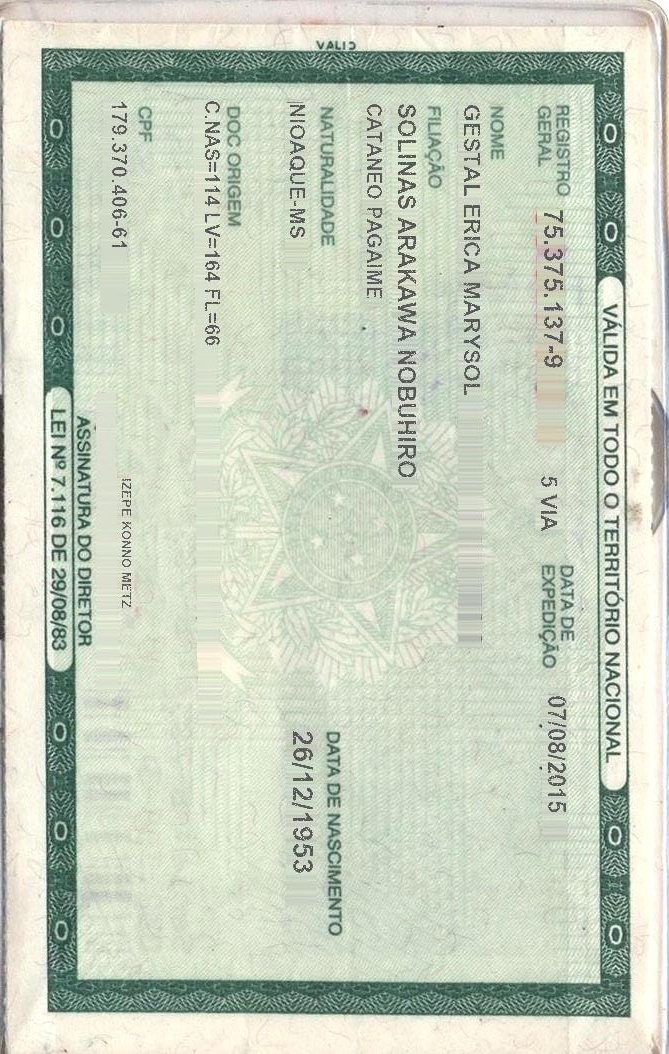 VÁLIDA EM TODO O TERRITÓRIO NACIONAL
REGISTRO GERAL 75.375.137-9 5 VIA DATA DE EXPEDIÇÃO 07/08/2015
NOME
GESTAL ERICA MARYSOL
FILIAÇÃO
SOLINAS ARAKAWA NOBUHIRO
CATANEO PAGAIME
NATURALIDADE DATA DE NASCIMENTO
NIOAQUE-MS 26/12/1953
DOC ORIGEM
C.NAS=114 LV=164 FL=66
CPF
179.370.406-61
IZEPE KONNO METZ
ASSINATURA DO DIRETOR
LEI Nº 7.116 DE 29/08/83